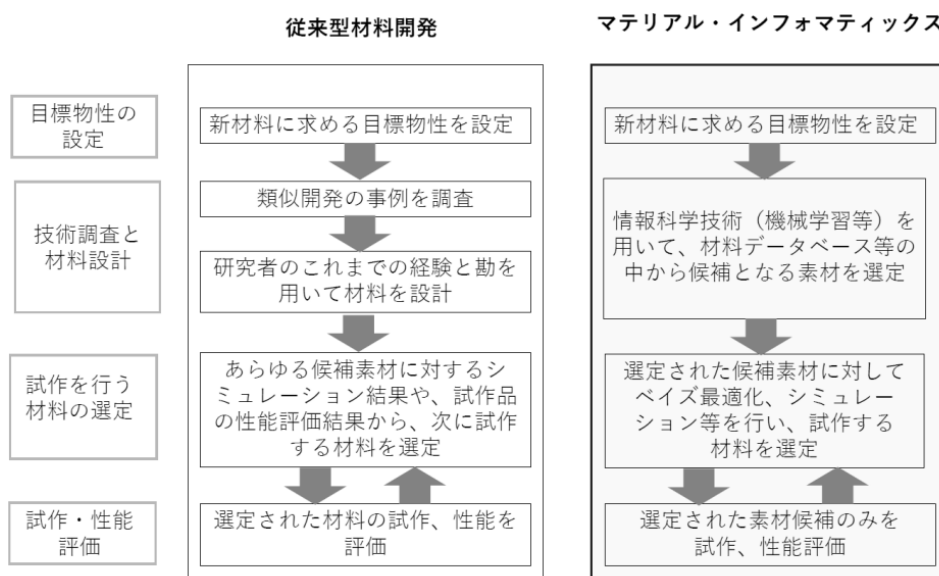 従来型材料開発
マテリアル・インフォマティックス
目標物性の
設定
新材料に求める目標物性を設定
新材料に求める目標物性を設定
技術調査と
材料設計
類似開発の事例を調査
研究者のこれまでの経験と勘を
用いて材料を設計
情報科学技術（機械学習等）を
用いて、材料データベース等の
中から候補となる素材を選定
試作を行う
材料の選定
あらゆる候補素材に対するシ
ミュレーション結果や、試作品
の性能評価結果から、次に試作
する材料を選定
選定された候補素材に対して
ベイズ最適化、シミュレー
ション等を行い、試作する
材料を選定
試作・性能
評価
選定された材料の試作、性能を
評価
選定された素材候補のみを
試作、性能評価